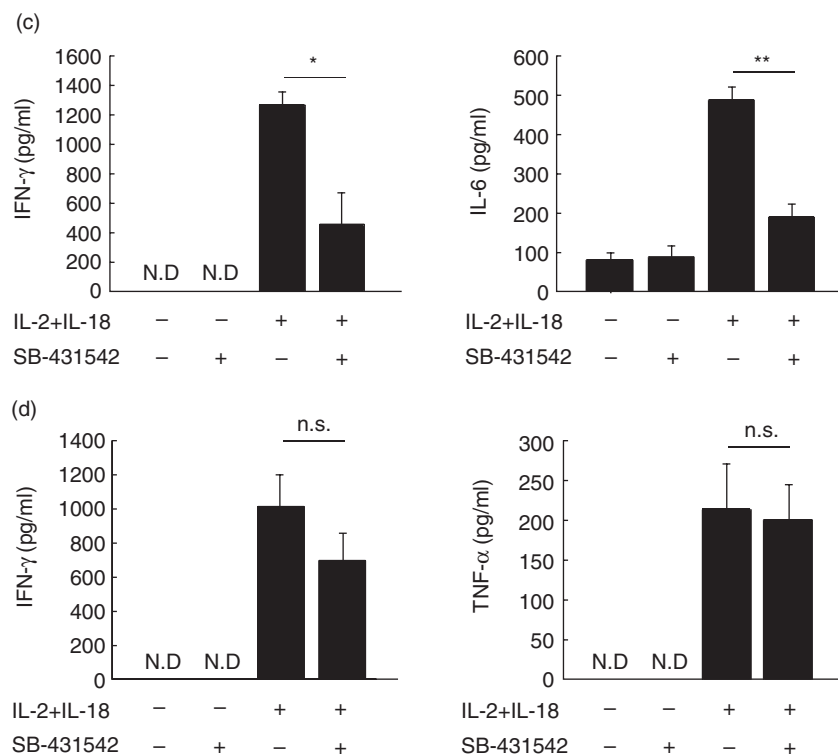 (c)
IFN-γ (pg/ml)
1600
1400
1200
1000
800
600
400
200
0
N.D N.D
*
IL-2+IL-18 – – + +
SB-431542 – + – +
IL-6 (pg/ml)
600
500
400
300
200
100
0
**
IL-2+IL-18 – – + +
SB-431542 – + – +
(d)
IFN-γ (pg/ml)
1400
1200
1000
800
600
400
200
0
N.D N.D
n.s.
IL-2+IL-18 – – + +
SB-431542 – + – +
TNF-α (pg/ml)
300
250
200
150
100
50
0
N.D N.D
n.s.
IL-2+IL-18 – – + +
SB-431542 – + – +